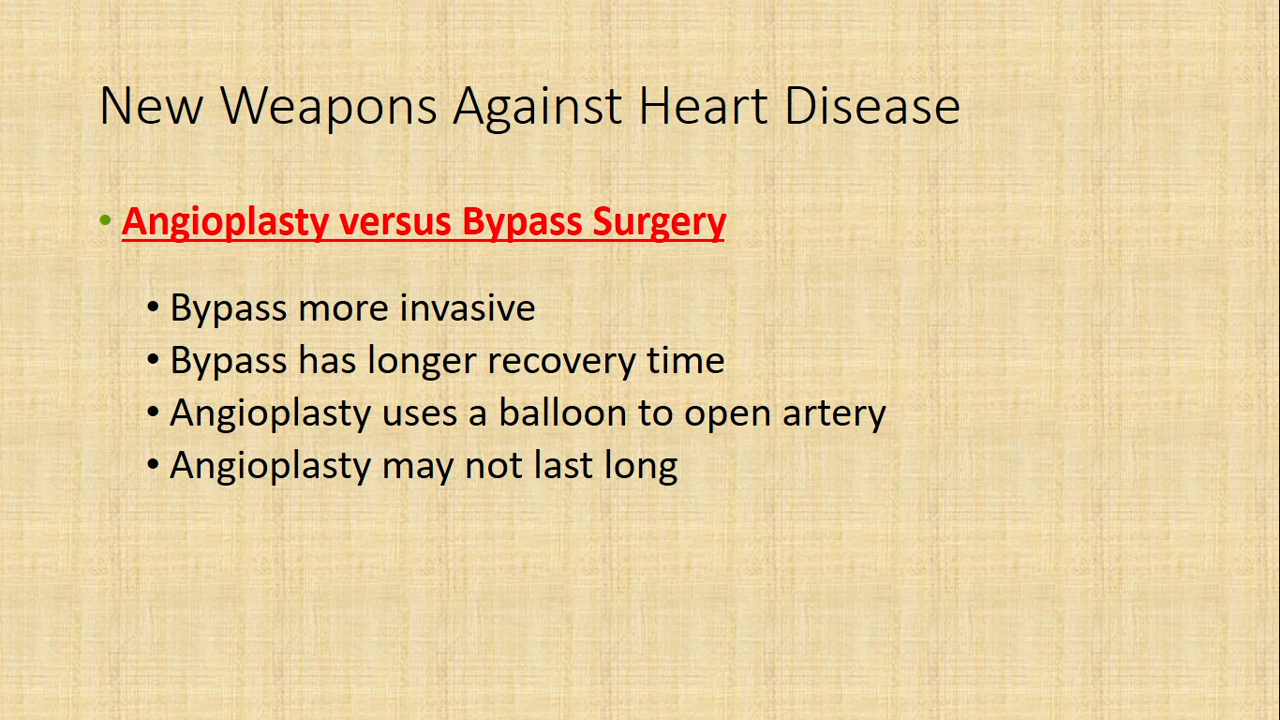 New Weapons Against Heart Disease
• Angioplasty versus Bypass Surgery
• Bypass more invasive
• Bypass has longer recovery time
• Angioplasty uses a balloon to open artery
• Angioplasty may not last long